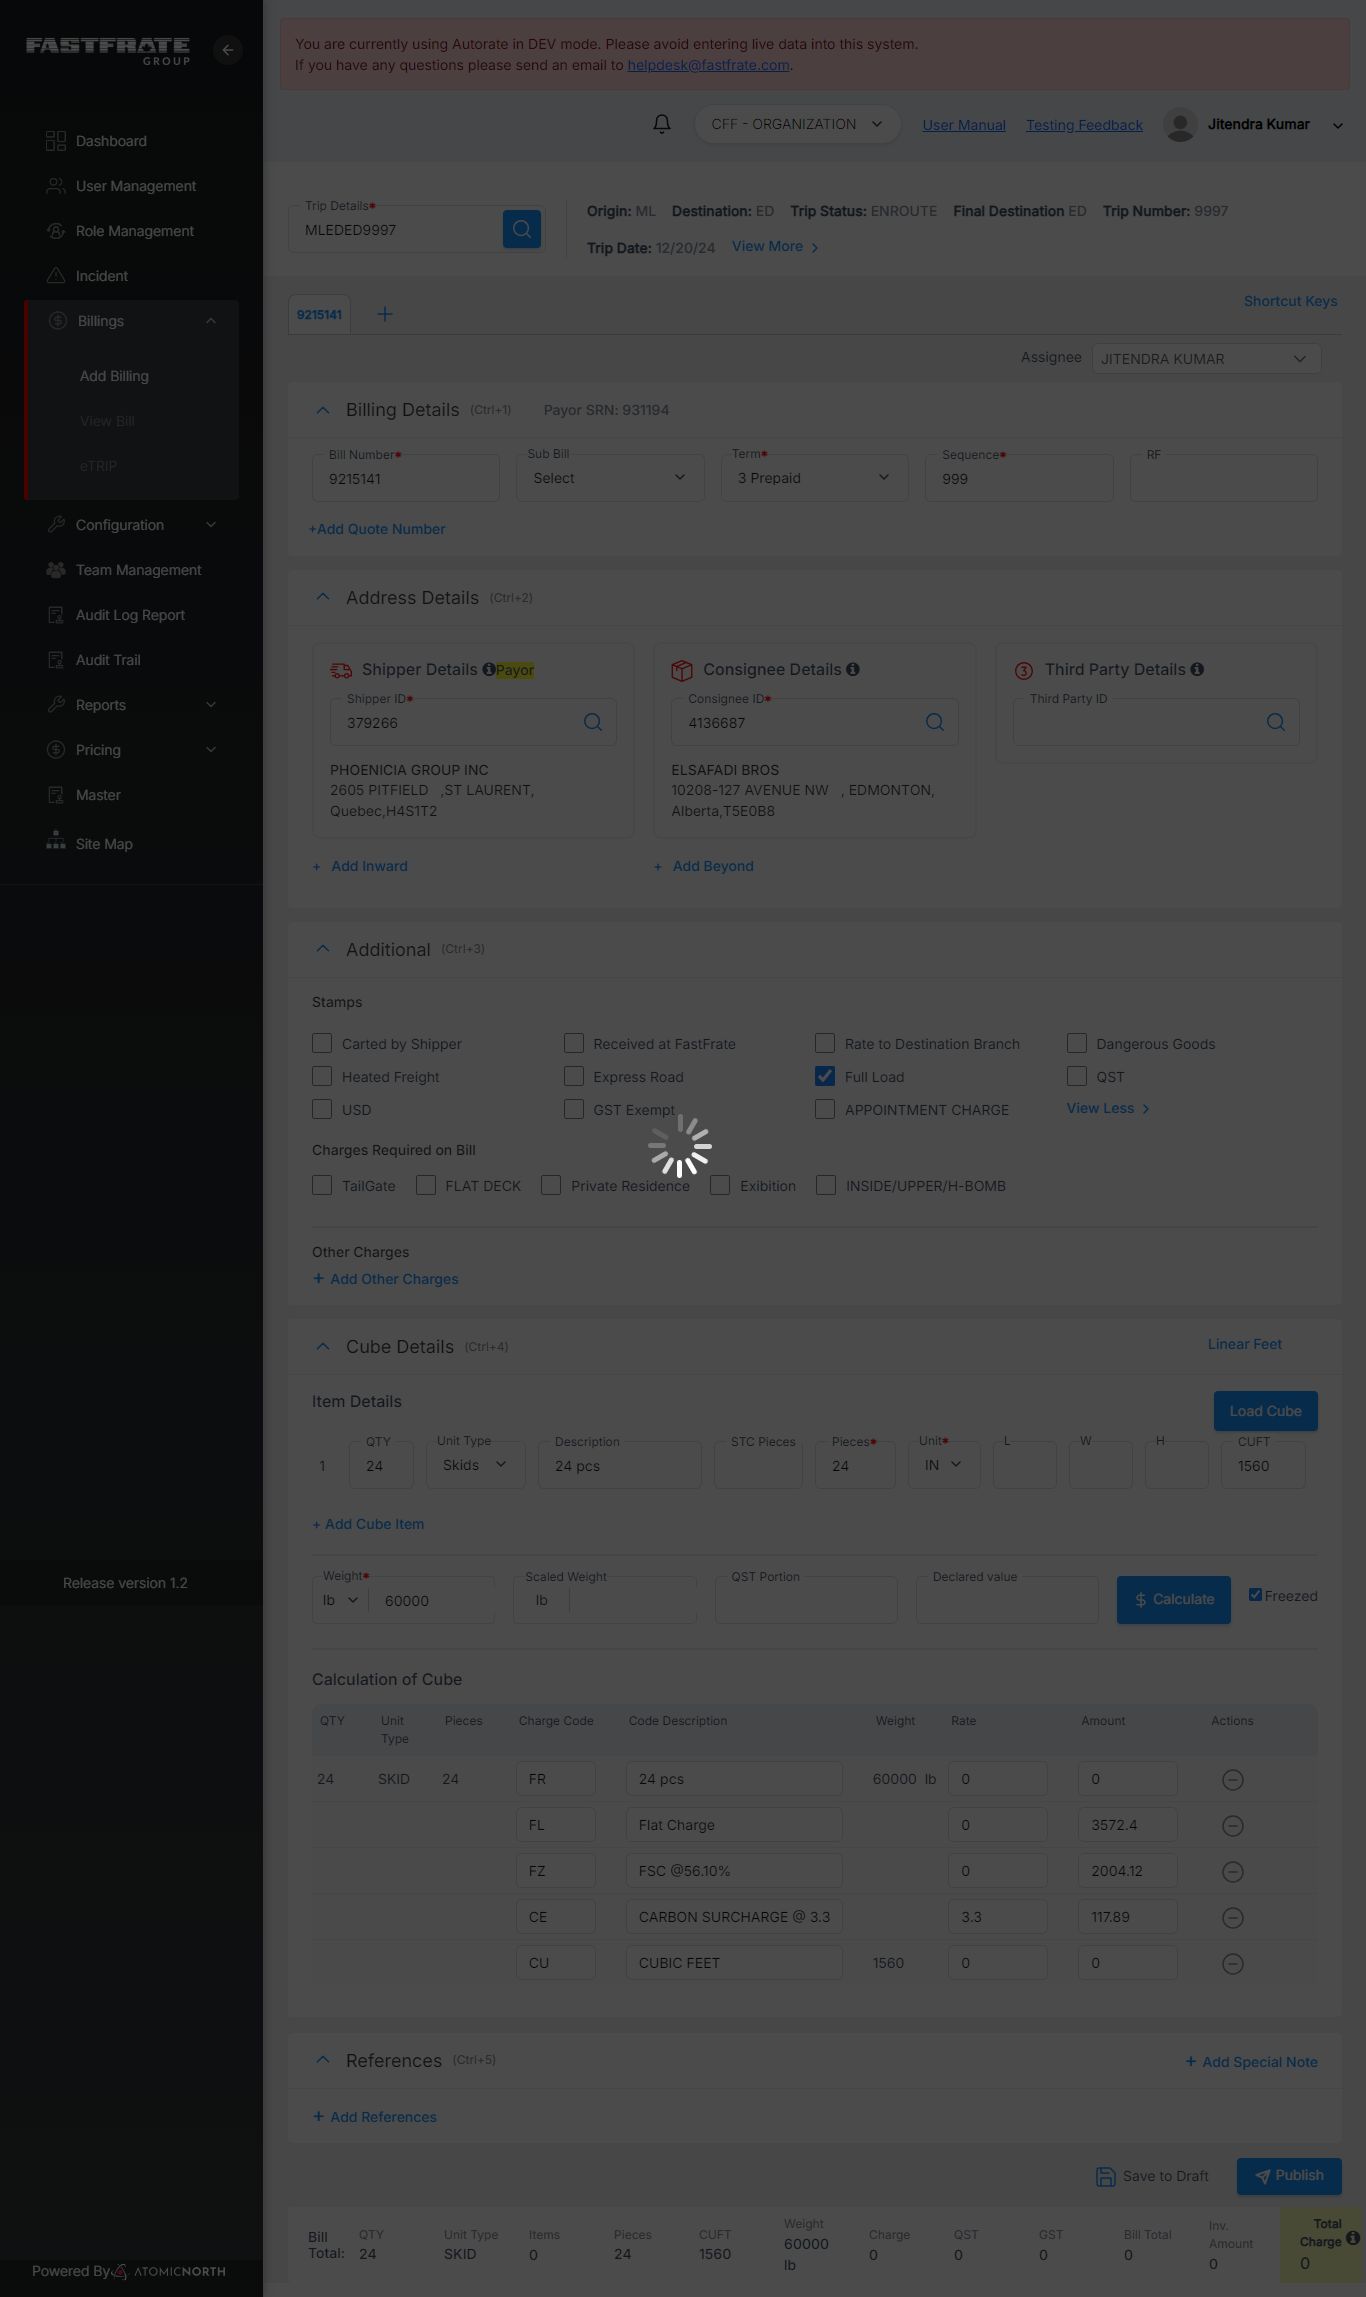 FASTFRATE
GROUP
You are currently using Autorate in DEV mode. Please avoid entering live data into this system.
If you have any questions please send an email to helpdesk@fastfrate.com.
CFF - ORGANIZATION
User Manual
Testing Feedback
Jitendra Kumar
Dashboard
User Management
Role Management
Incident
Billings
Add Billing
View Bill
eTRIP
Configuration
Team Management
Audit Log Report
Audit Trail
Reports
Pricing
Master
Site Map
Release version 1.2
Powered By ATOMICNORTH
Trip Details*
MLEDED9997
Origin: ML Destination: ED Trip Status: ENROUTE Final Destination ED Trip Number: 9997
Trip Date: 12/20/24 View More >
9215141 +
Shortcut Keys
Assignee JITENDRA KUMAR
Billing Details (Ctrl+1) Payor SRN: 931194
Bill Number* Sub Bill Term* Sequence* RF
9215141 Select 3 Prepaid 999
+Add Quote Number
Address Details (Ctrl+2)
Shipper Details Payor
Shipper ID*
379266
PHOENICIA GROUP INC
2605 PITFIELD ,ST LAURENT,
Quebec,H4S1T2
+ Add Inward
Consignee Details
Consignee ID*
4136687
ELSAFADI BROS
10208-127 AVENUE NW , EDMONTON,
Alberta,T5E0B8
+ Add Beyond
3 Third Party Details
Third Party ID
Additional (Ctrl+3)
Stamps
Carted by Shipper Received at FastFrate Rate to Destination Branch Dangerous Goods
Heated Freight Express Road Full Load QST
USD GST Exempt APPOINTMENT CHARGE View Less >
Charges Required on Bill
TailGate FLAT DECK Private Residence Exibition INSIDE/UPPER/H-BOMB
Other Charges
+ Add Other Charges
Cube Details (Ctrl+4) Linear Feet
Item Details
Load Cube
QTY Unit Type Description STC Pieces Pieces* Unit* L W H CUFT
1 24 Skids 24 pcs 24 IN 1560
+ Add Cube Item
Weight* Scaled Weight QST Portion Declared value
lb 60000 lb $ Calculate Freezed
Calculation of Cube
QTY Unit Type Pieces Charge Code Code Description Weight Rate Amount Actions
24 SKID 24 FR 24 pcs 60000 lb 0 0
FL Flat Charge 0 3572.4
FZ FSC @56.10% 0 2004.12
CE CARBON SURCHARGE @ 3.3 3.3 117.89
CU CUBIC FEET 1560 0 0
References (Ctrl+5) + Add Special Note
+ Add References
Save to Draft Publish
Bill Total: QTY Unit Type Items Pieces CUFT Weight Charge QST GST Bill Total Inv. Amount Total Charge
24 SKID 0 24 1560 60000 lb 0 0 0 0 0 0